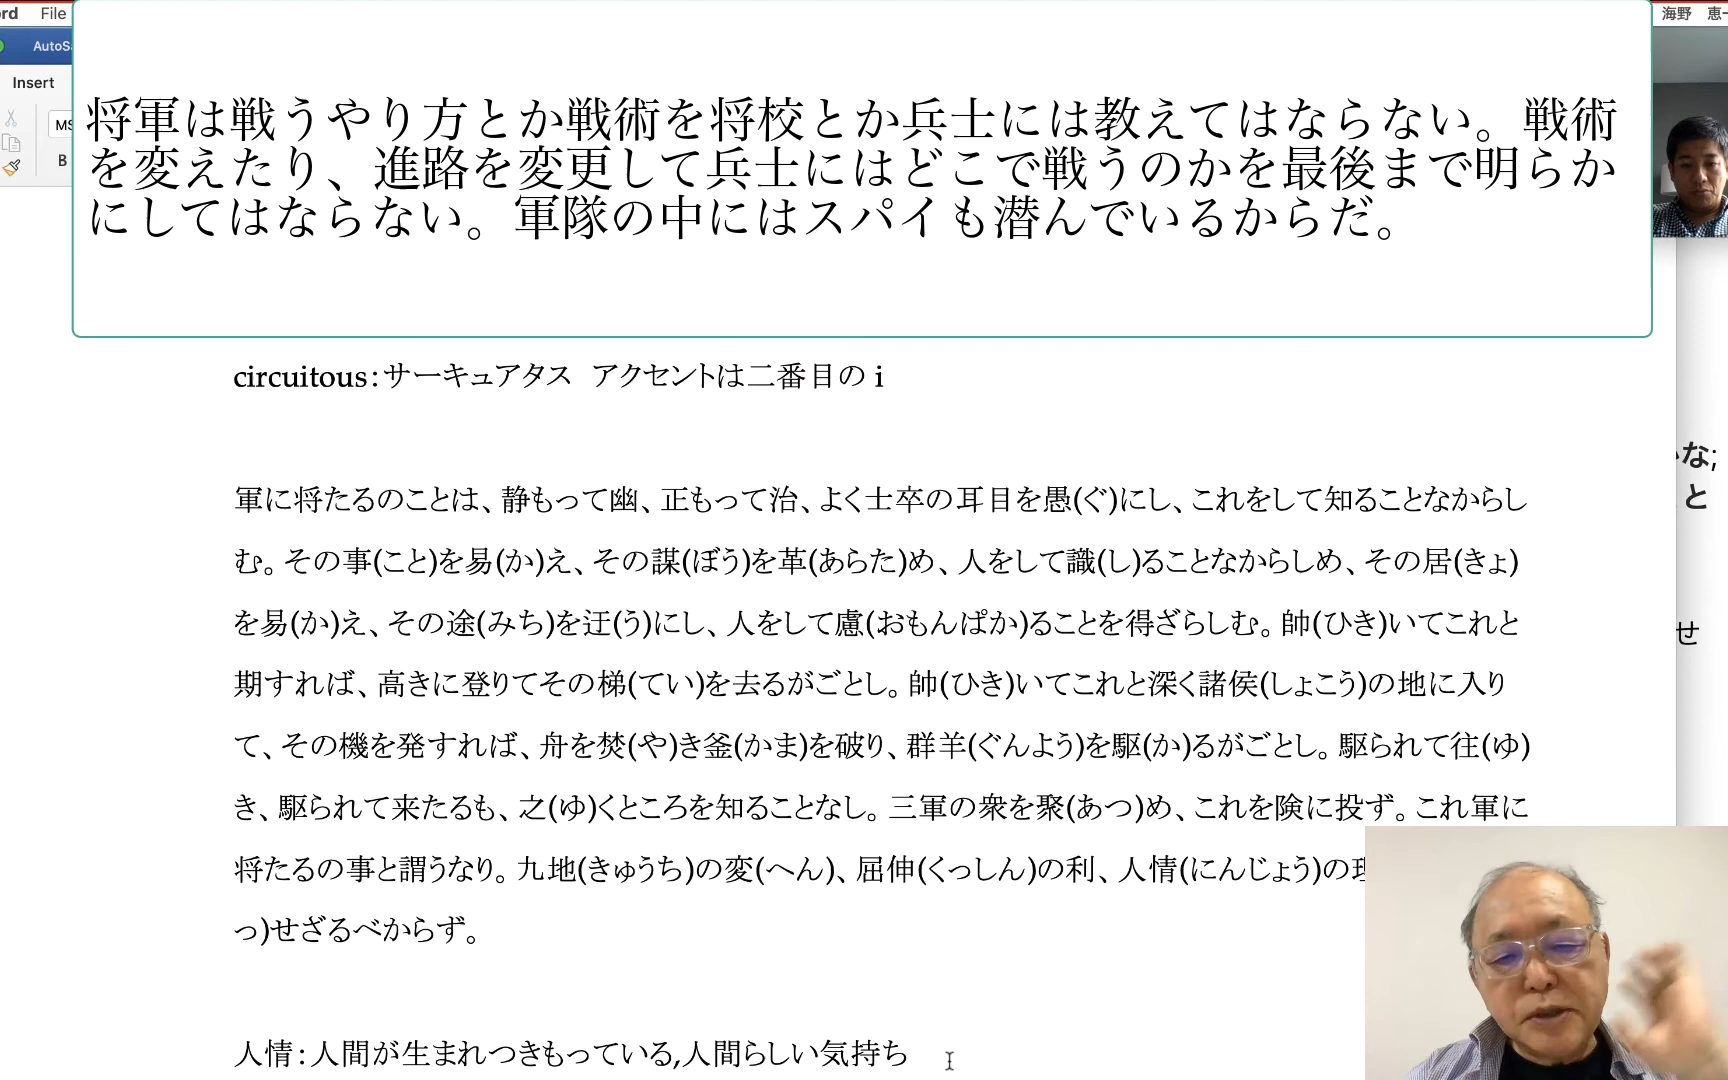 rd File
海野 恵一
AutoSa
Insert
MS
B
将軍は戦うやり方とか戦術を将校とか兵士には教えてはならない。戦術
を変えたり、進路を変更して兵士にはどこで戦うのかを最後まで明らか
にしてはならない。軍隊の中にはスパイも潜んでいるからだ。
circuitous：サーキュアタス アクセントは二番目の i
な;
と
せ
軍に将たるのことは、静もって幽、正もって治、よく士卒の耳目を愚(ぐ)にし、これをして知ることなからし
む。その事(こと)を易(か)え、その謀(ぼう)を革(あらた)め、人をして識(し)ることなからしめ、その居(きょ)
を易(か)え、その途(みち)を迂(う)にし、人をして慮(おもんぱか)ることを得ざらしむ。帥(ひき)いてこれと
期すれば、高きに登りてその梯(てい)を去るがごとし。帥(ひき)いてこれと深く諸侯(しょこう)の地に入り
て、その機を発すれば、舟を焚(や)き釜(かま)を破り、群羊(ぐんよう)を駆(か)るがごとし。駆られて往(ゆ)
き、駆られて来たるも、之(ゆ)くところを知ることなし。三軍の衆を聚(あつ)め、これを険に投ず。これ軍に
将たるの事と謂うなり。九地(きゅうち)の変(へん)、屈伸(くっしん)の利、人情(にんじょう)の
っ)せざるべからず。
人情：人間が生まれつきもっている,人間らしい気持ち